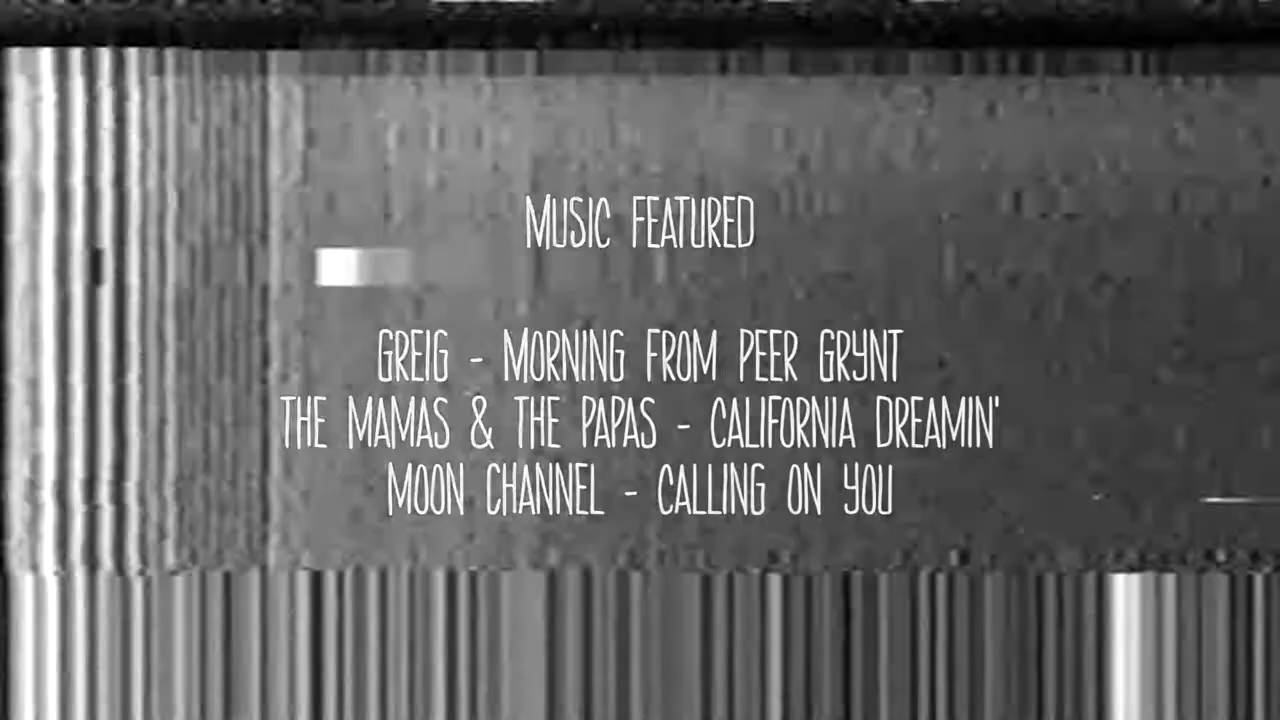 MUSIC FEATURED
GREIG - MORNING FROM PEER GRYNT
THE MAMAS & THE PAPAS - CALIFORNIA DREAMIN'
MOON CHANNEL - CALLING ON YOU